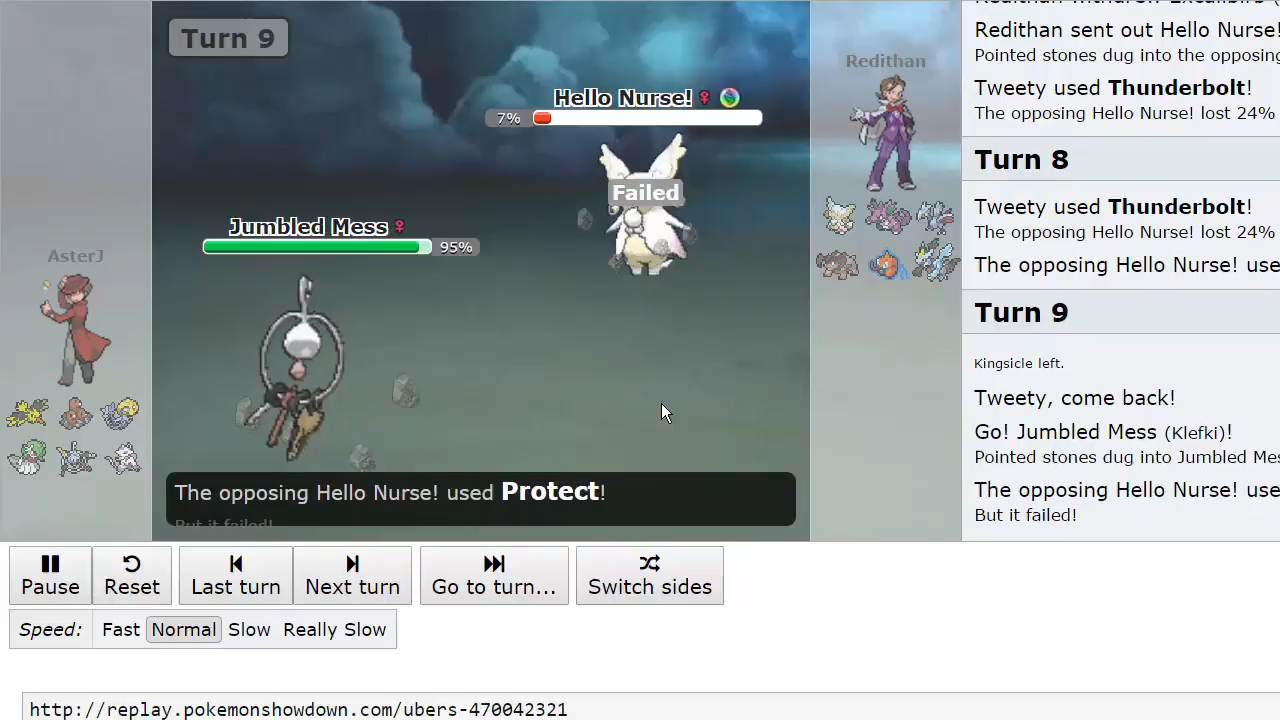 Turn 9
Hello Nurse!
7%
Failed
Jumbled Mess
95%
AsterJ
Redithan
The opposing Hello Nurse! used Protect!
But it failed!
Redithan sent out Hello Nurse!
Pointed stones dug into the opposing
Tweety used Thunderbolt!
The opposing Hello Nurse! lost 24%
Turn 8
Tweety used Thunderbolt!
The opposing Hello Nurse! lost 24%
The opposing Hello Nurse! use
Turn 9
Kingsicle left.
Tweety, come back!
Go! Jumbled Mess (Klefki)!
Pointed stones dug into Jumbled Mes
The opposing Hello Nurse! use
But it failed!
Pause
Reset
Last turn
Next turn
Go to turn...
Switch sides
Speed: Fast Normal Slow Really Slow
http://replay.pokemonshowdown.com/ubers-470042321